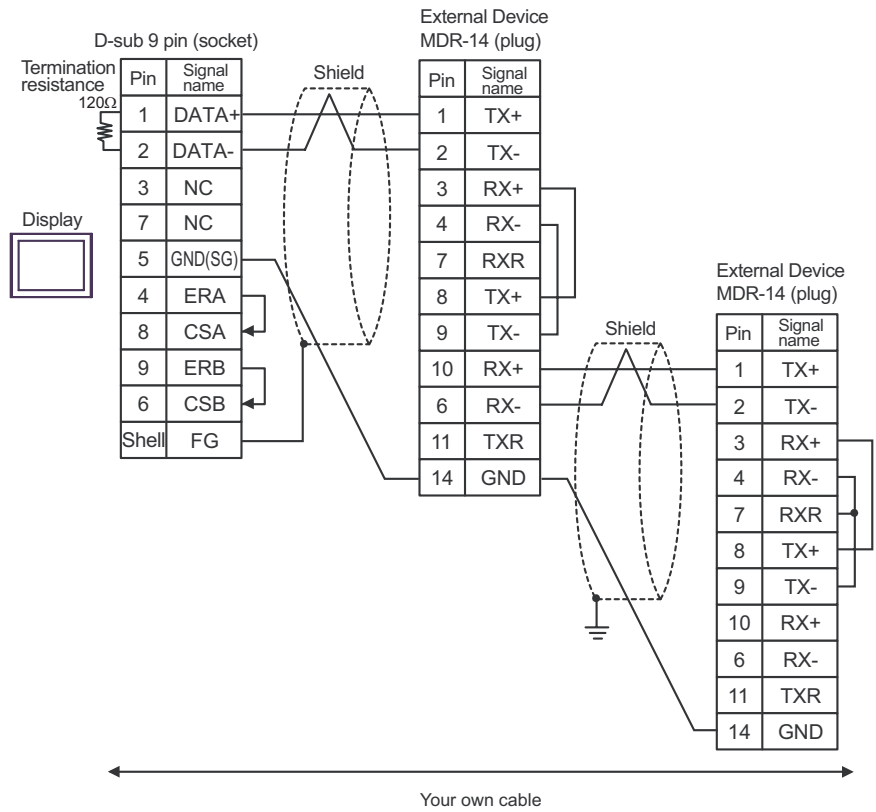 External Device
D-sub 9 pin (socket)
MDR-14 (plug)
Termination
resistance
120Ω
Shield
Pin Signal name
1 DATA+
2 DATA-
3 NC
7 NC
5 GND(SG)
4 ERA
8 CSA
9 ERB
6 CSB
Shell FG
Display
Pin Signal name
1 TX+
2 TX-
3 RX+
4 RX-
7 RXR
8 TX+
9 TX-
10 RX+
6 RX-
11 TXR
14 GND
Shield
External Device
MDR-14 (plug)
Pin Signal name
1 TX+
2 TX-
3 RX+
4 RX-
7 RXR
8 TX+
9 TX-
10 RX+
6 RX-
11 TXR
14 GND
Your own cable